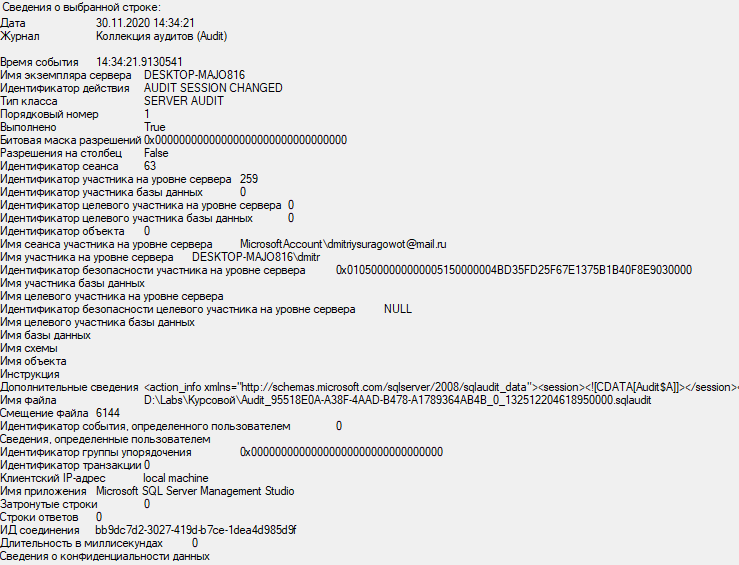 Сведения о выбранной строке:
Дата 30.11.2020 14:34:21
Журнал Коллекция аудитов (Audit)
Время события 14:34:21.9130541
Имя экземпляра сервера DESKTOP-MAJO816
Идентификатор действия AUDIT SESSION CHANGED
Тип класса SERVER AUDIT
Порядковый номер 1
Выполнено True
Битовая маска разрешений 0x00000000000000000000000000000000
Разрешения на столбец False
Идентификатор сеанса 63
Идентификатор участника на уровне сервера 259
Идентификатор участника базы данных 0
Идентификатор целевого участника на уровне сервера 0
Идентификатор целевого участника базы данных 0
Идентификатор объекта 0
Имя сеанса участника на уровне сервера MicrosoftAccount\dmitriysuragowot@mail.ru
Имя участника на уровне сервера DESKTOP-MAJO816\dmitr
Идентификатор безопасности участника на уровне сервера 0x0105000000000005150000004BD35FD25F67E1375B1B40F8E9030000
Имя участника базы данных
Имя целевого участника на уровне сервера
Идентификатор безопасности целевого участника на уровне сервера NULL
Имя целевого участника базы данных
Имя базы данных
Имя схемы
Имя объекта
Инструкция
Дополнительные сведения <action_info xmlns="http://schemas.microsoft.com/sqlserver/2008/sqlaudit_data"><session><![CDATA[Audit$A]]></session><
Имя файла D:\Labs\Курсовой\Audit_95518E0A-A38F-4AAD-B478-A1789364AB4B_0_132512204618950000.sqlaudit
Смещение файла 6144
Идентификатор события, определенного пользователем 0
Сведения, определенные пользователем
Идентификатор группы упорядочения 0x00000000000000000000000000000000
Идентификатор транзакции 0
Клиентский IP-адрес local machine
Имя приложения Microsoft SQL Server Management Studio
Затронутые строки 0
Строки ответов 0
ИД соединения bb9dc7d2-3027-419d-b7ce-1dea4d985d9f
Длительность в миллисекундах 0
Сведения о конфиденциальности данных